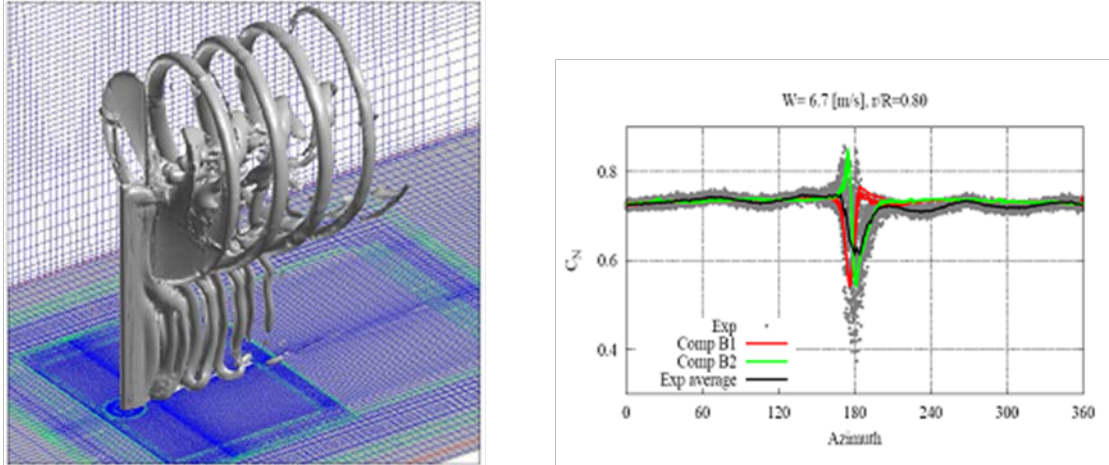 W= 6.7 [m/s], r/R=0.80
0.8
0.6
0.4
C_N
Exp
Comp B1
Comp B2
Exp average
0 60 120 180 240 300 360
Azimuth